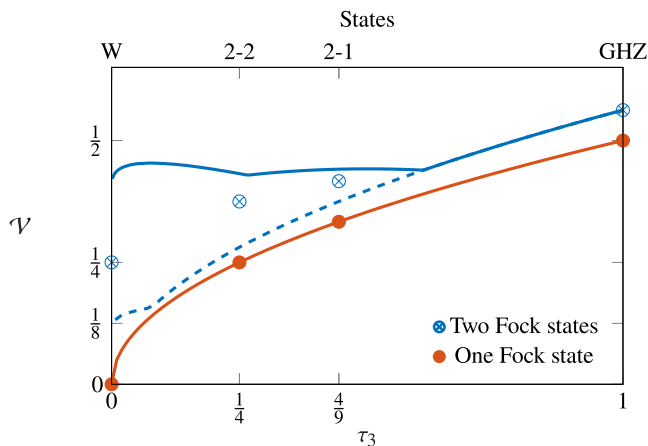 States
W 2-2 2-1 GHZ
𝒱
1/2
1/4
1/8
0
Two Fock states
One Fock state
0 1/4 4/9 1
τ₃